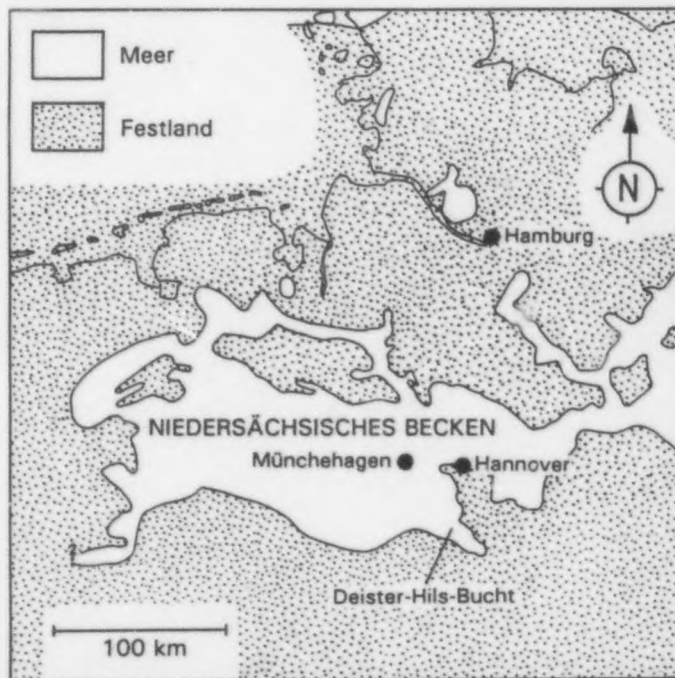 Meer
Festland
N
Hamburg
NIEDERSÄCHSISCHES BECKEN
Münchehagen
Hannover
Deister-Hils-Bucht
100 km